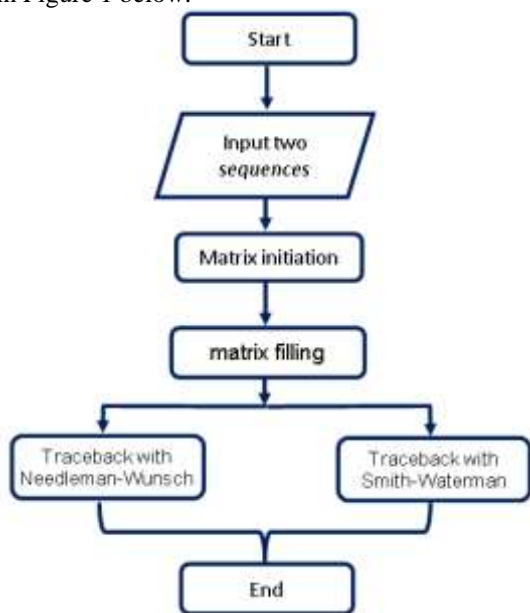 in Figure 1 below.
Start
Input two
sequences
Matrix initiation
matrix filling
Traceback with
Needleman-Wunsch
Traceback with
Smith-Waterman
End